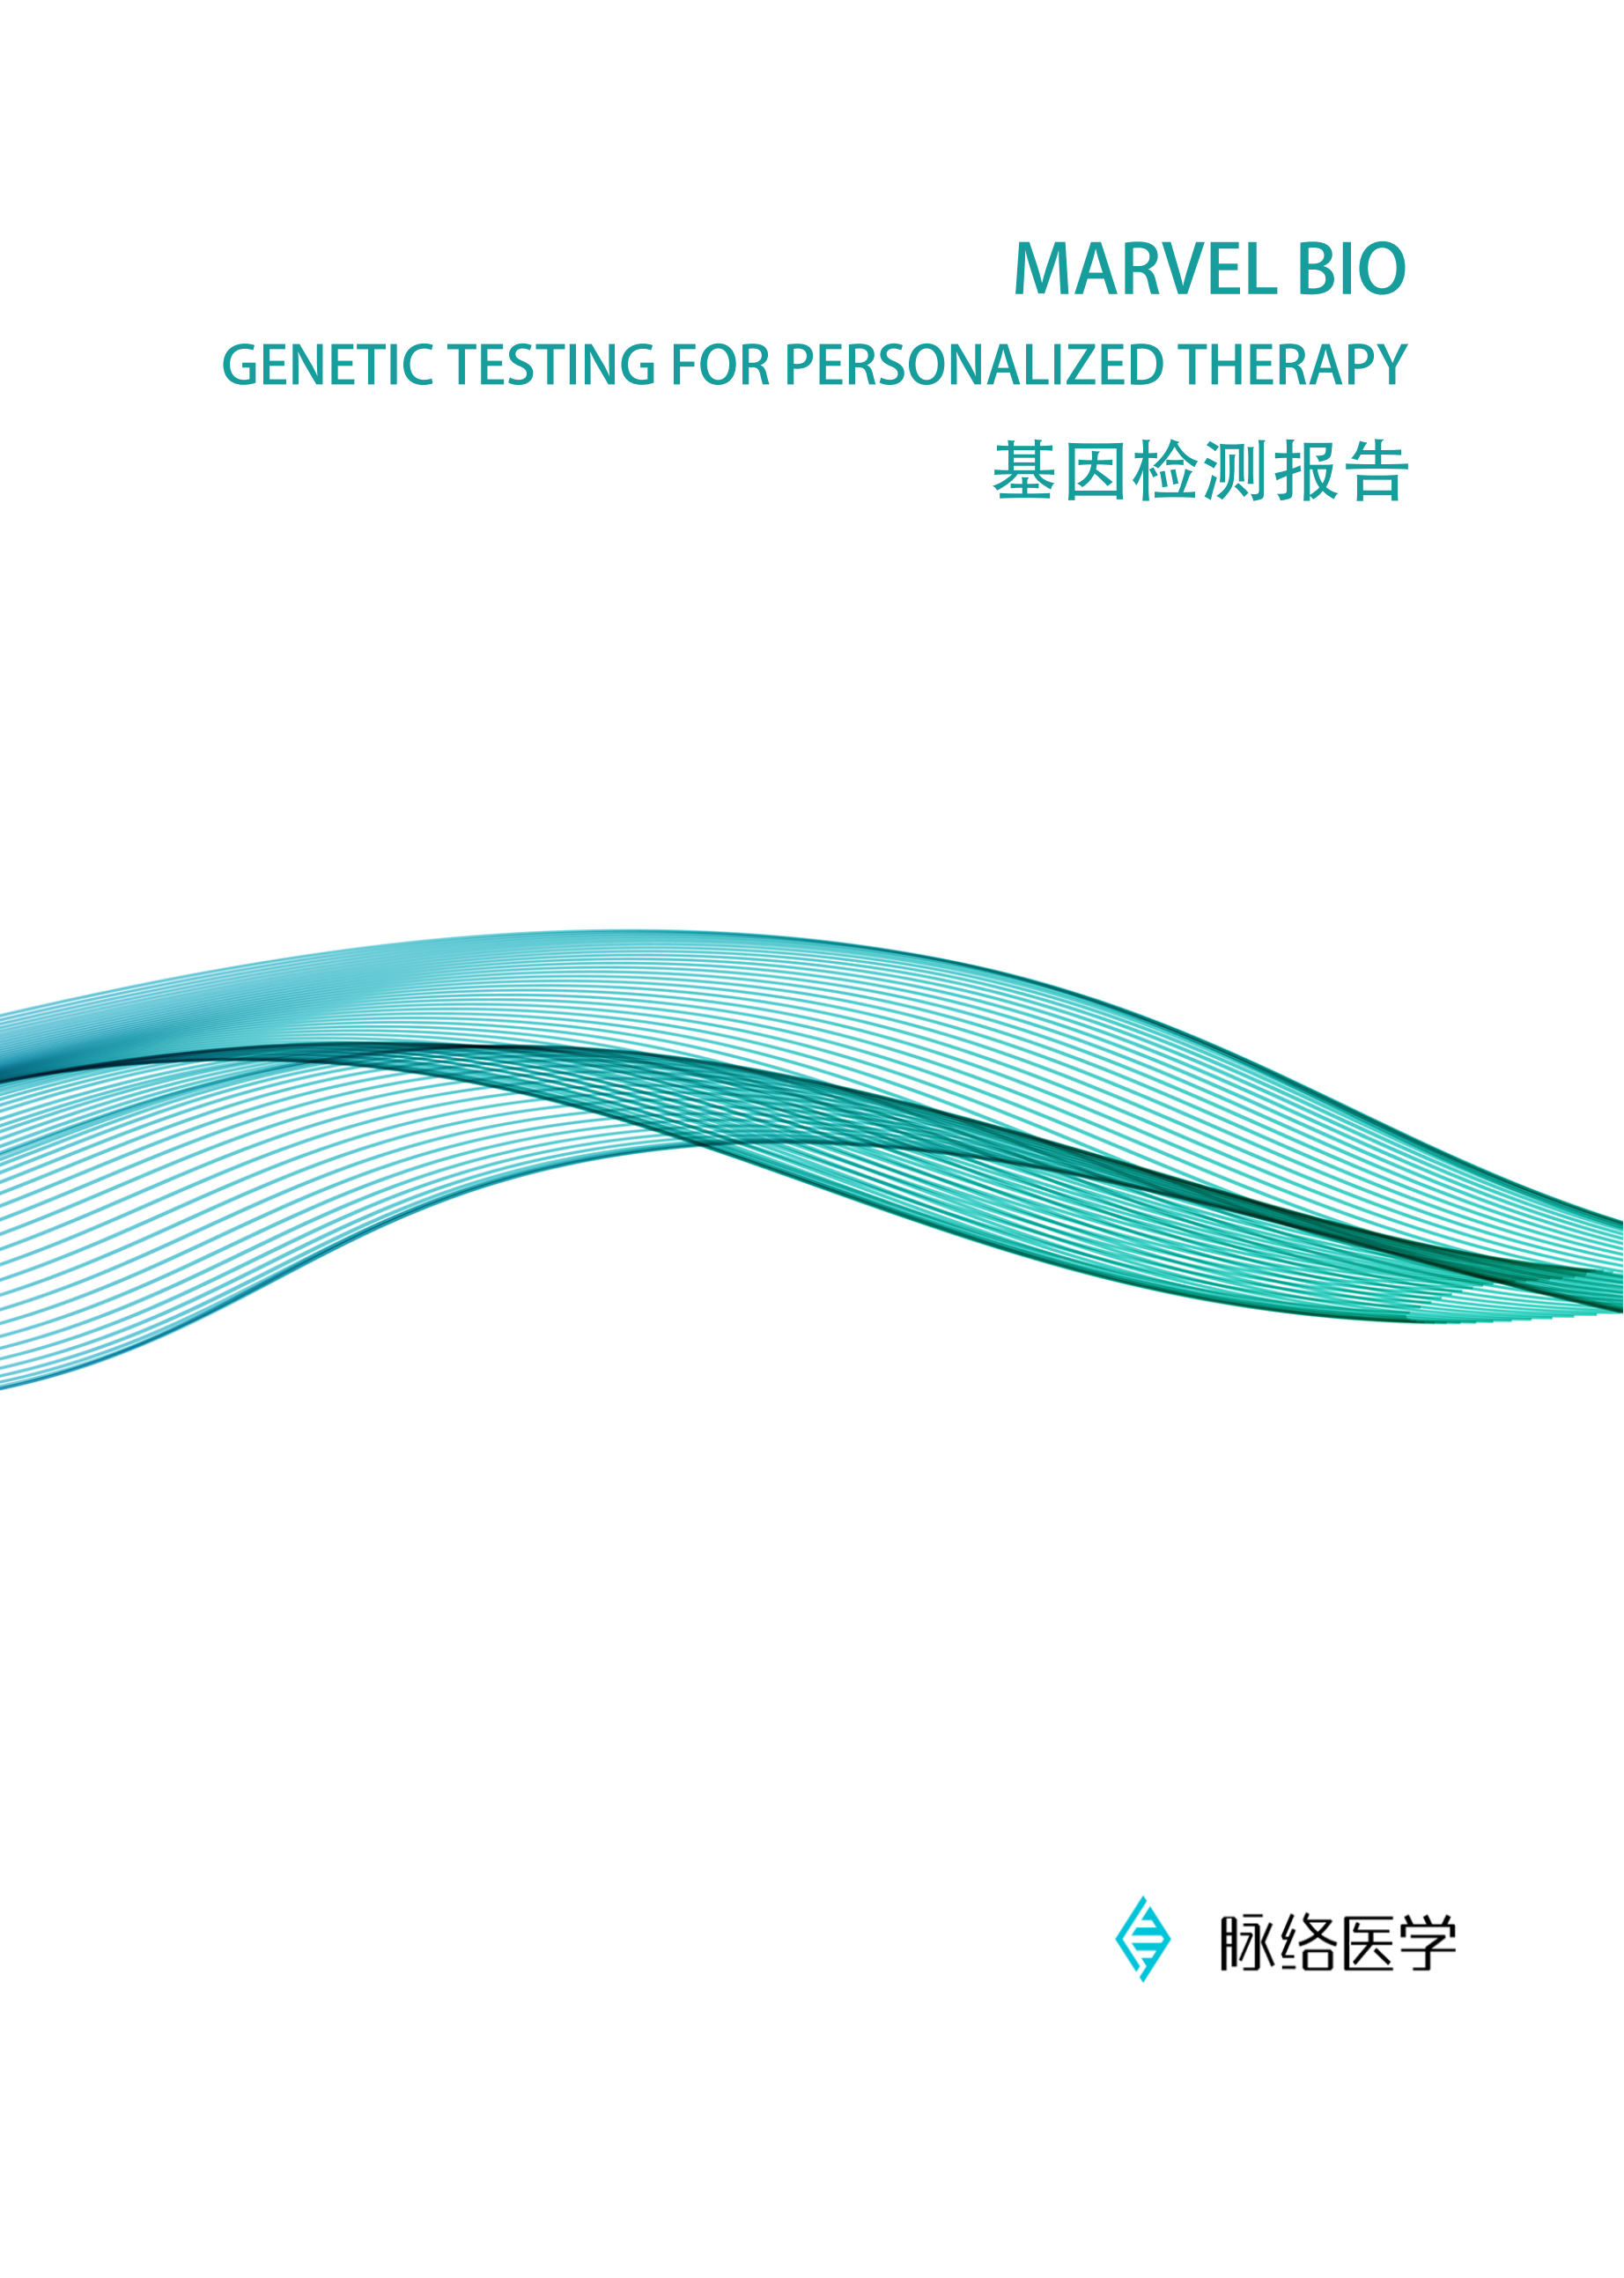 MARVEL BIO
GENETIC TESTING FOR PERSONALIZED THERAPY
基因检测报告
脉络医学